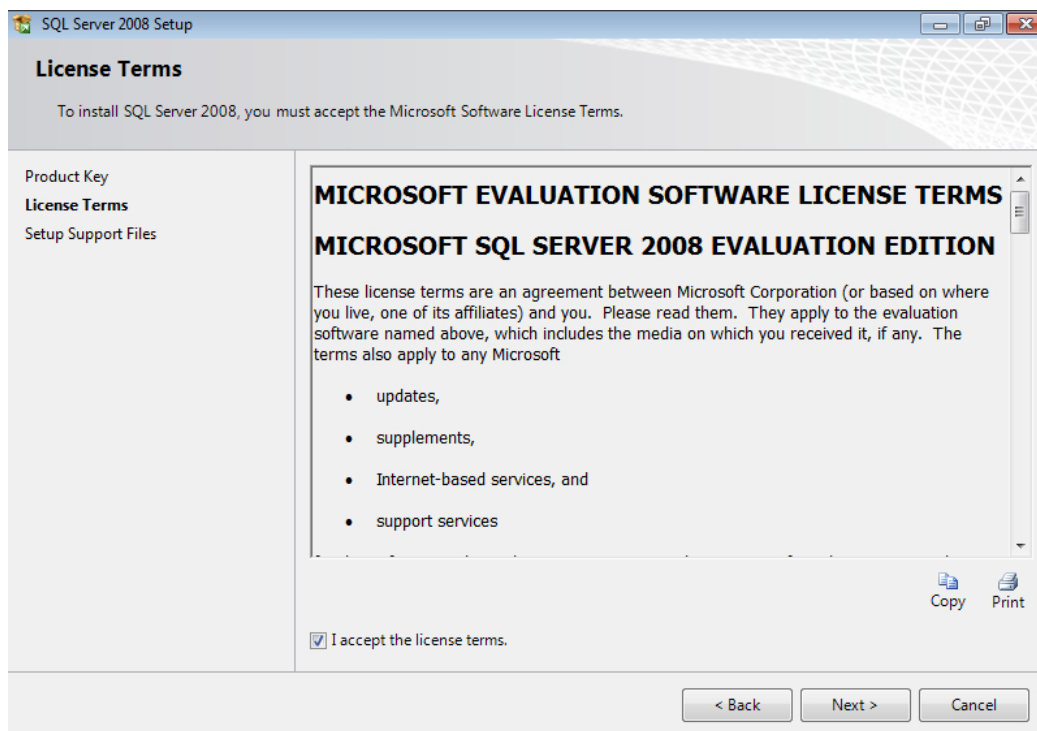 SQL Server 2008 Setup
License Terms
To install SQL Server 2008, you must accept the Microsoft Software License Terms.
Product Key
License Terms
Setup Support Files
MICROSOFT EVALUATION SOFTWARE LICENSE TERMS
MICROSOFT SQL SERVER 2008 EVALUATION EDITION
These license terms are an agreement between Microsoft Corporation (or based on where
you live, one of its affiliates) and you.  Please read them.  They apply to the evaluation
software named above, which includes the media on which you received it, if any.  The
terms also apply to any Microsoft
• updates,
• supplements,
• Internet-based services, and
• support services
Copy Print
I accept the license terms.
< Back Next > Cancel